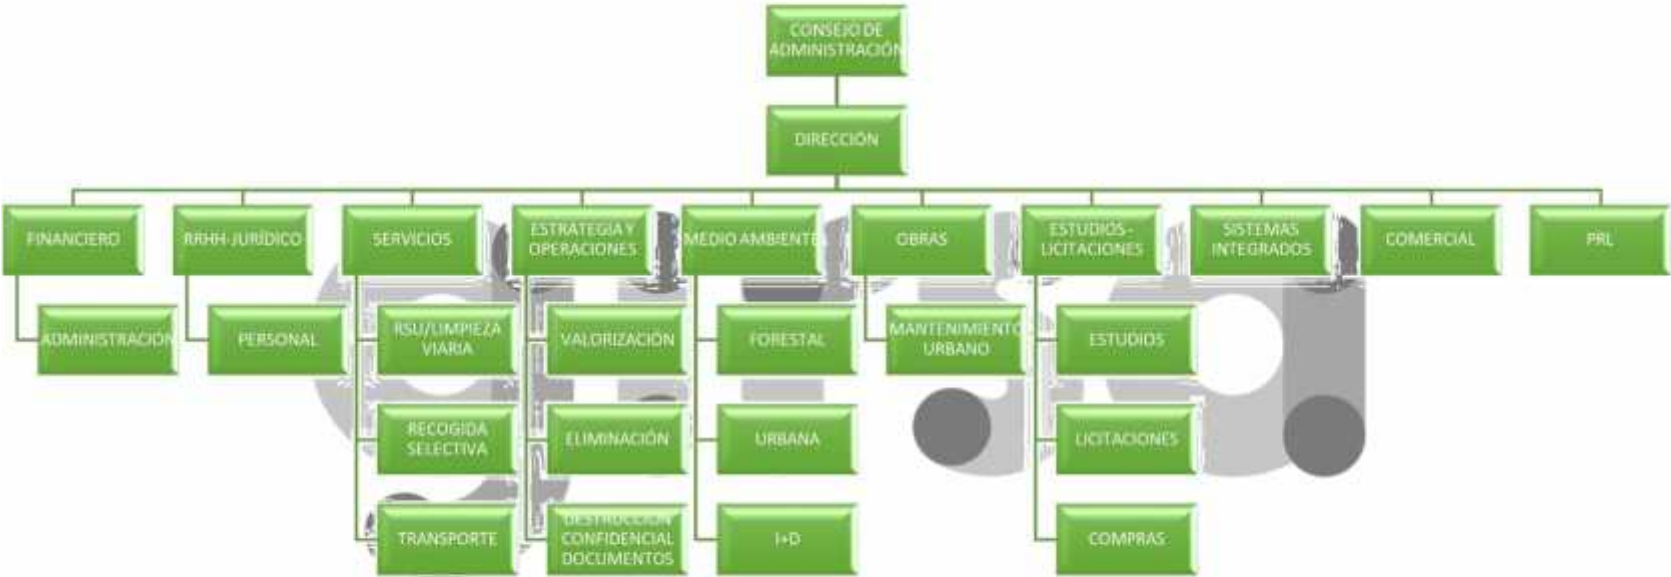 CONSEJO DE
ADMINISTRACIÓN
DIRECCIÓN
FINANCIERO
RRHH-JURÍDICO
SERVICIOS
ESTRATEGIA Y
OPERACIONES
MEDIO AMBIENTE
OBRAS
ESTUDIOS -
LICITACIONES
SISTEMAS
INTEGRADOS
COMERCIAL
PRL
ADMINISTRACIÓN
PERSONAL
RSU/LIMPIEZA
VIARIA
VALORIZACIÓN
FORESTAL
MANTENIMIENTO
URBANO
ESTUDIOS
RECOGIDA
SELECTIVA
ELIMINACIÓN
URBANA
LICITACIONES
TRANSPORTE
DESTRUCCIÓN
CONFIDENCIAL
DOCUMENTOS
I+D
COMPRAS